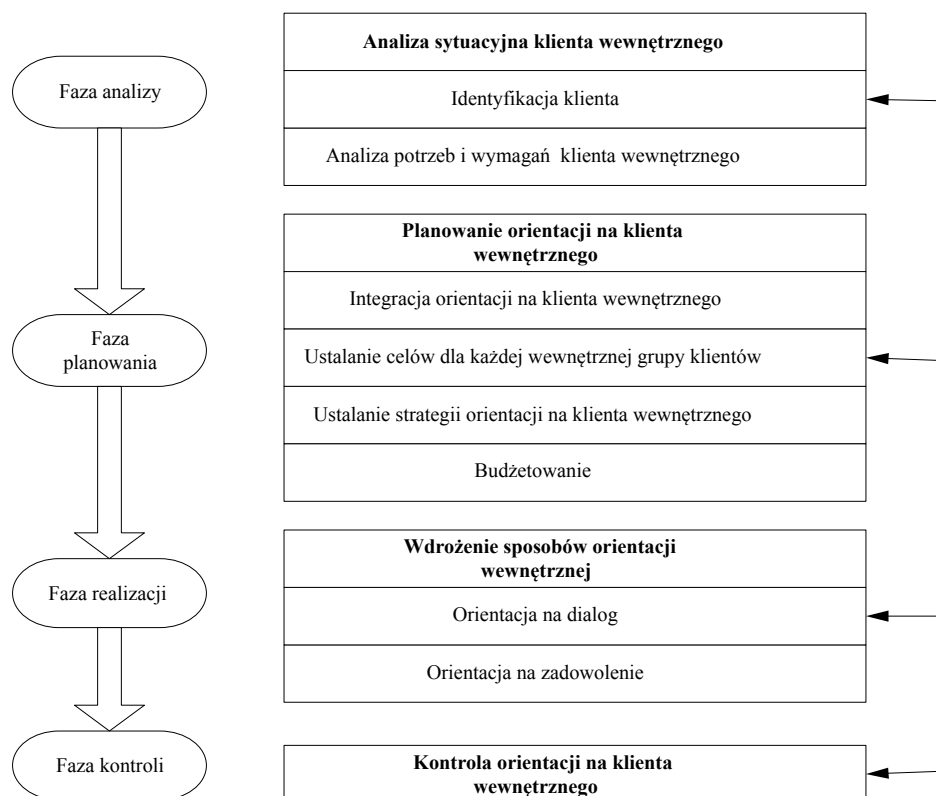 Faza analizy
Analiza sytuacyjna klienta wewnętrznego
Identyfikacja klienta
Analiza potrzeb i wymagań klienta wewnętrznego
Faza
planowania
Planowanie orientacji na klienta
wewnętrznego
Integracja orientacji na klienta wewnętrznego
Ustalanie celów dla każdej wewnętrznej grupy klientów
Ustalanie strategii orientacji na klienta wewnętrznego
Budżetowanie
Faza realizacji
Wdrożenie sposobów orientacji
wewnętrznej
Orientacja na dialog
Orientacja na zadowolenie
Faza kontroli
Kontrola orientacji na klienta
wewnętrznego